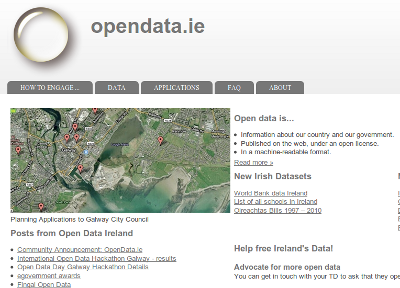 opendata.ie
HOW TO ENGAGE ...
DATA
APPLICATIONS
FAQ
ABOUT
Planning Applications to Galway City Council
Posts from Open Data Ireland
Community Announcement: OpenData.ie
International Open Data Hackathon Galway - results
Open Data Day Galway Hackathon Details
egovernment awards
Fingal Open Data
Open data is...
Information about our country and our government.
Published on the web, under an open license.
In a machine-readable format.
Read more »
New Irish Datasets
World Bank data Ireland
List of all schools in Ireland
Oireachtas Bills 1997 – 2010
Help free Ireland's Data!
Advocate for more open data
You can get in touch with your TD to ask that they ope